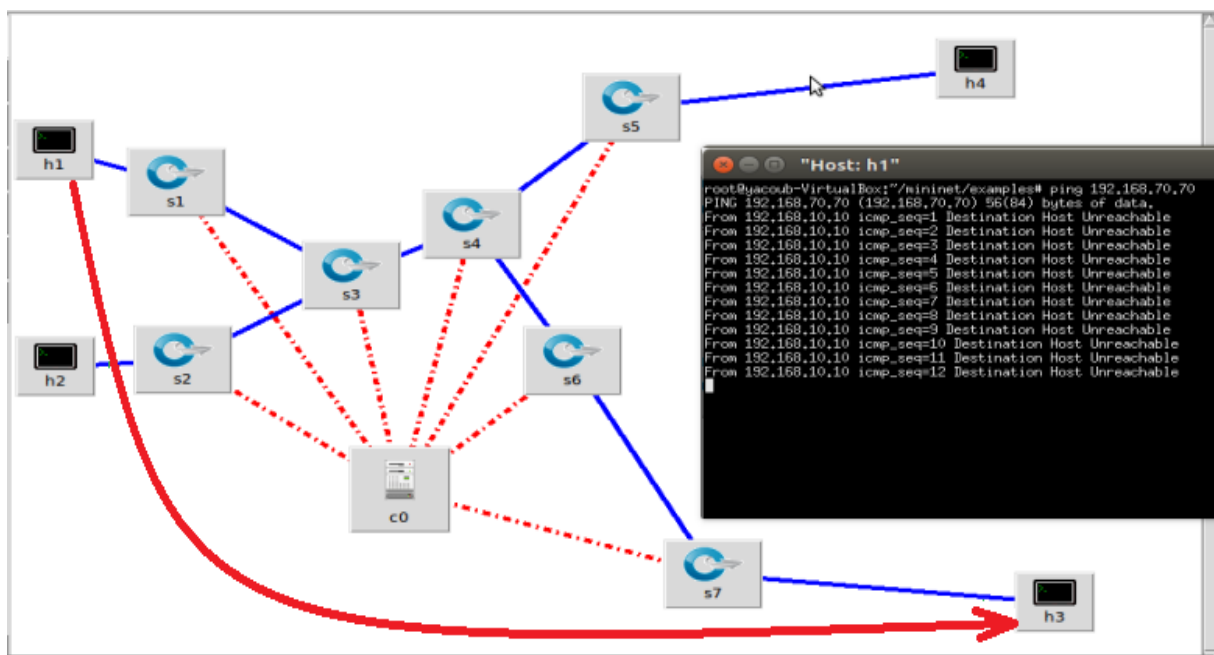 h4
s5
h1
"Host: h1"
s1
root@yacoub-VirtualBox:~/mininet/examples# ping 192.168.70.70
PING 192.168.70.70 (192.168.70.70) 56(84) bytes of data.
From 192.168.10.10 icmp_seq=1 Destination Host Unreachable
From 192.168.10.10 icmp_seq=2 Destination Host Unreachable
From 192.168.10.10 icmp_seq=3 Destination Host Unreachable
From 192.168.10.10 icmp_seq=4 Destination Host Unreachable
From 192.168.10.10 icmp_seq=5 Destination Host Unreachable
From 192.168.10.10 icmp_seq=6 Destination Host Unreachable
From 192.168.10.10 icmp_seq=7 Destination Host Unreachable
From 192.168.10.10 icmp_seq=8 Destination Host Unreachable
From 192.168.10.10 icmp_seq=9 Destination Host Unreachable
From 192.168.10.10 icmp_seq=10 Destination Host Unreachable
From 192.168.10.10 icmp_seq=11 Destination Host Unreachable
From 192.168.10.10 icmp_seq=12 Destination Host Unreachable
s4
s3
h2
s2
s6
c0
s7
h3